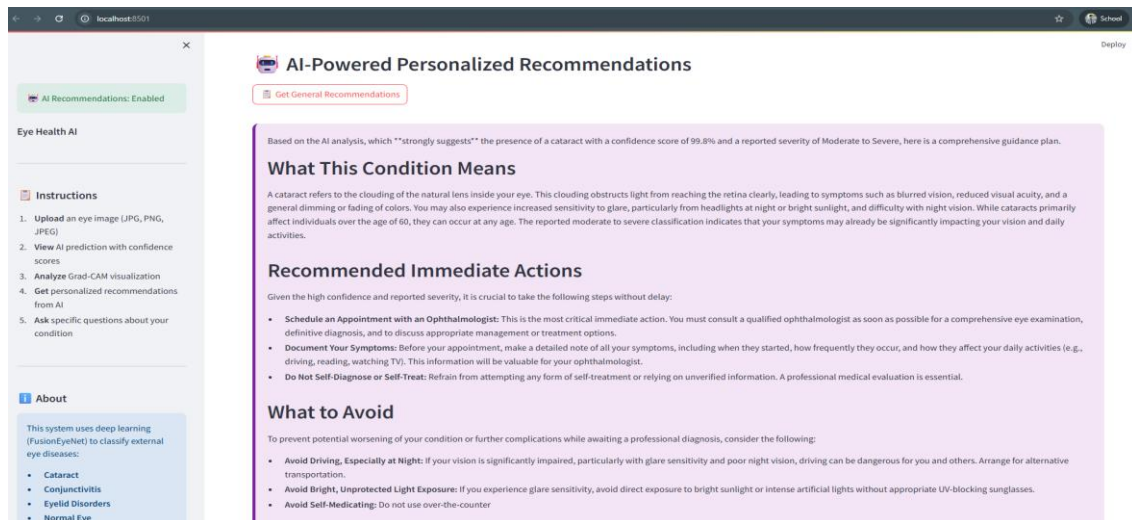 localhost:8501
School
Deploy
AI Recommendations: Enabled
Eye Health AI
Instructions
1. Upload an eye image (JPG, PNG,
JPEG)
2. View AI prediction with confidence
scores
3. Analyze Grad-CAM visualization
4. Get personalized recommendations
from AI
5. Ask specific questions about your
condition
About
This system uses deep learning
(FusionEyeNet) to classify external
eye diseases:
• Cataract
• Conjunctivitis
• Eyelid Disorders
• Normal Eye
AI-Powered Personalized Recommendations
Get General Recommendations
Based on the AI analysis, which **strongly suggests** the presence of a cataract with a confidence score of 99.8% and a reported severity of Moderate to Severe, here is a comprehensive guidance plan.
What This Condition Means
A cataract refers to the clouding of the natural lens inside your eye. This clouding obstructs light from reaching the retina clearly, leading to symptoms such as blurred vision, reduced visual acuity, and a
general dimming or fading of colors. You may also experience increased sensitivity to glare, particularly from headlights at night or bright sunlight, and difficulty with night vision. While cataracts primarily
affect individuals over the age of 60, they can occur at any age. The reported moderate to severe classification indicates that your symptoms may already be significantly impacting your vision and daily
activities.
Recommended Immediate Actions
Given the high confidence and reported severity, it is crucial to take the following steps without delay:
• Schedule an Appointment with an Ophthalmologist: This is the most critical immediate action. You must consult a qualified ophthalmologist as soon as possible for a comprehensive eye examination,
definitive diagnosis, and to discuss appropriate management or treatment options.
• Document Your Symptoms: Before your appointment, make a detailed note of all your symptoms, including when they started, how frequently they occur, and how they affect your daily activities (e.g.,
driving, reading, watching TV). This information will be valuable for your ophthalmologist.
• Do Not Self-Diagnose or Self-Treat: Refrain from attempting any form of self-treatment or relying on unverified information. A professional medical evaluation is essential.
What to Avoid
To prevent potential worsening of your condition or further complications while awaiting a professional diagnosis, consider the following:
• Avoid Driving, Especially at Night: If your vision is significantly impaired, particularly with glare sensitivity and poor night vision, driving can be dangerous for you and others. Arrange for alternative
transportation.
• Avoid Bright, Unprotected Light Exposure: If you experience glare sensitivity, avoid direct exposure to bright sunlight or intense artificial lights without appropriate UV-blocking sunglasses.
• Avoid Self-Medicating: Do not use over-the-counter